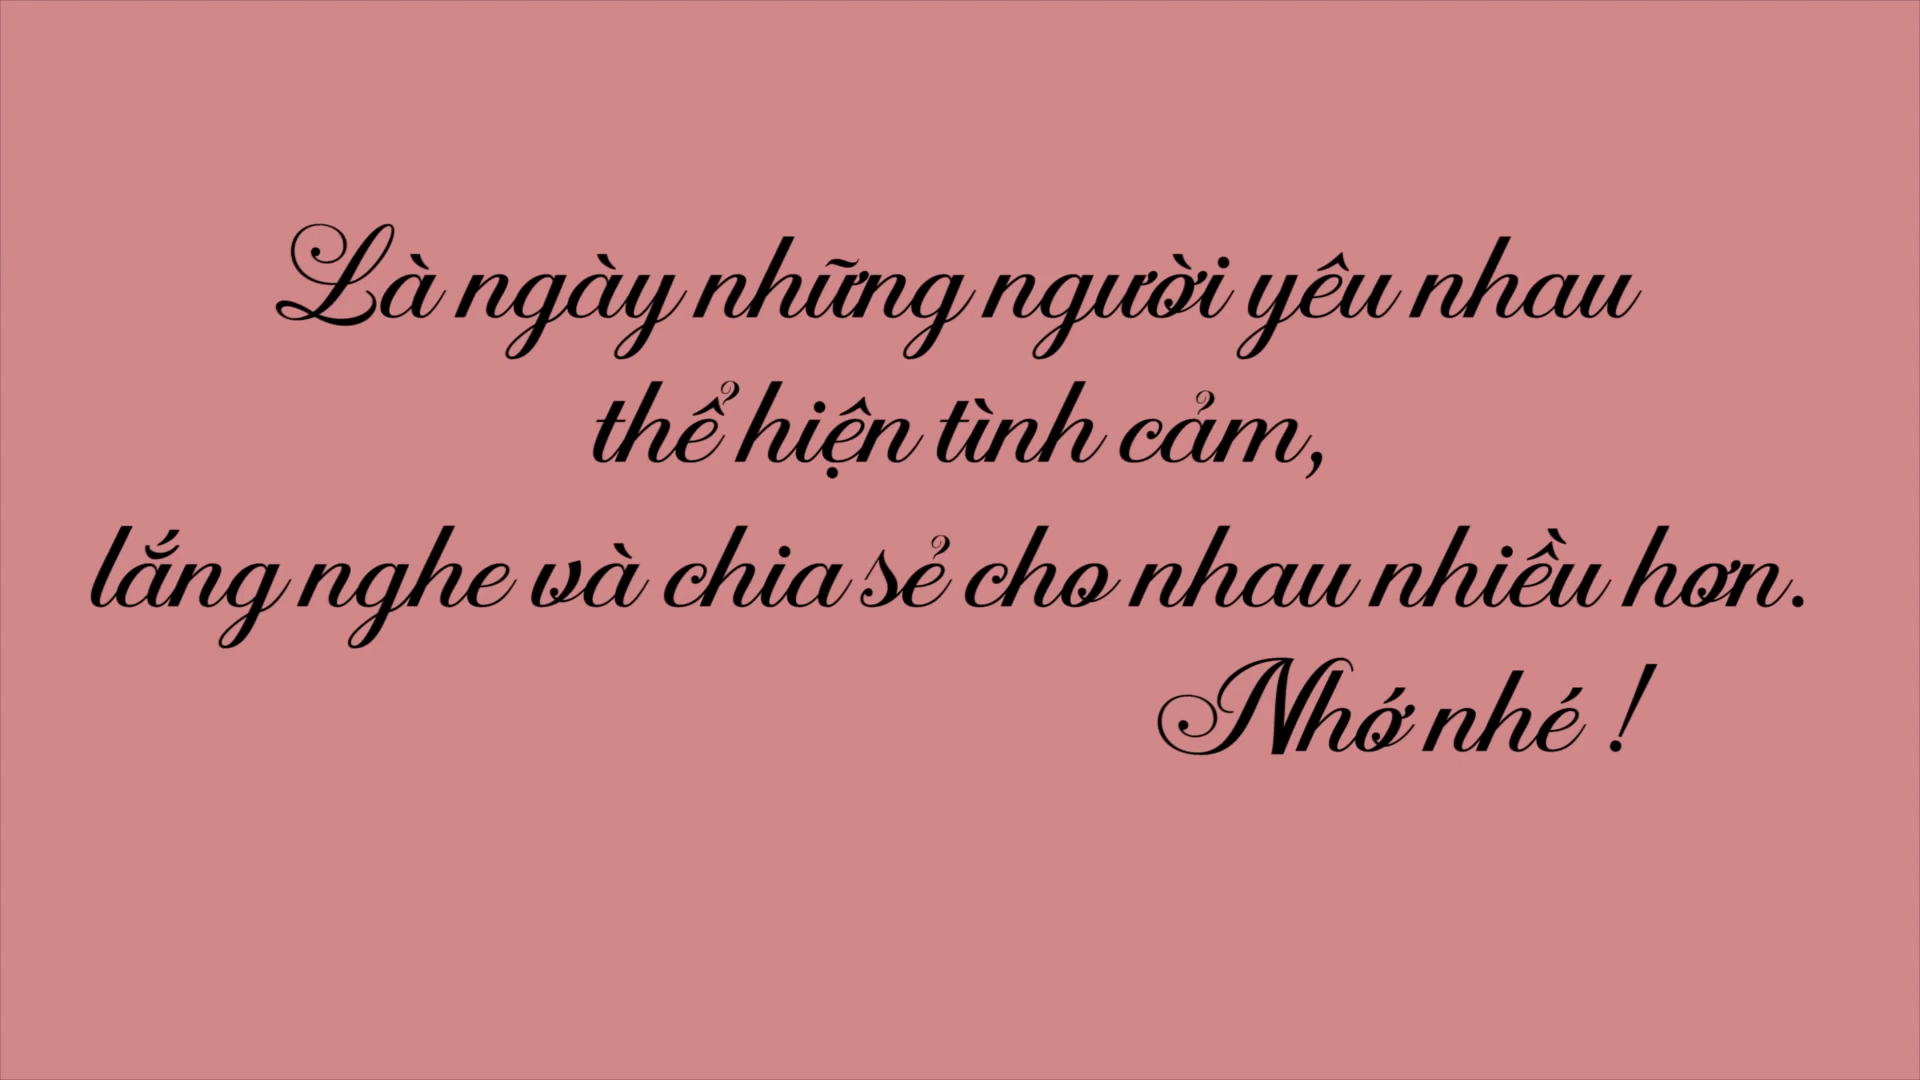 Là ngày những người yêu nhau
thể hiện tình cảm,
lắng nghe và chia sẻ cho nhau nhiều hơn.
Nhớ nhé !